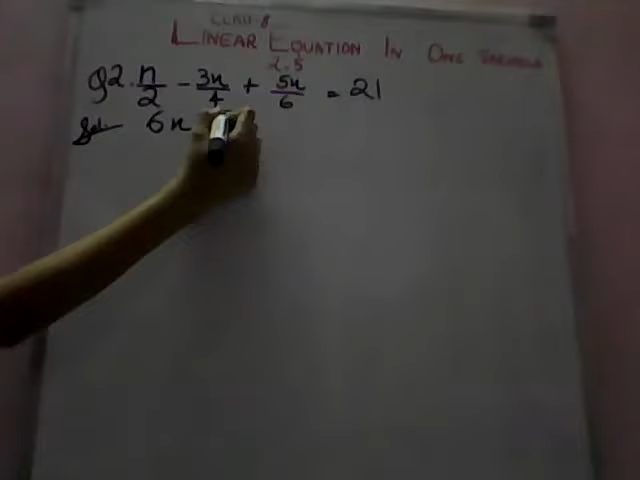 CLASS-8
LINEAR EQUATION IN ONE VARIABLE
2.5
Q2. n/2 - 3n/4 + 5n/6 = 21
Sol 6n